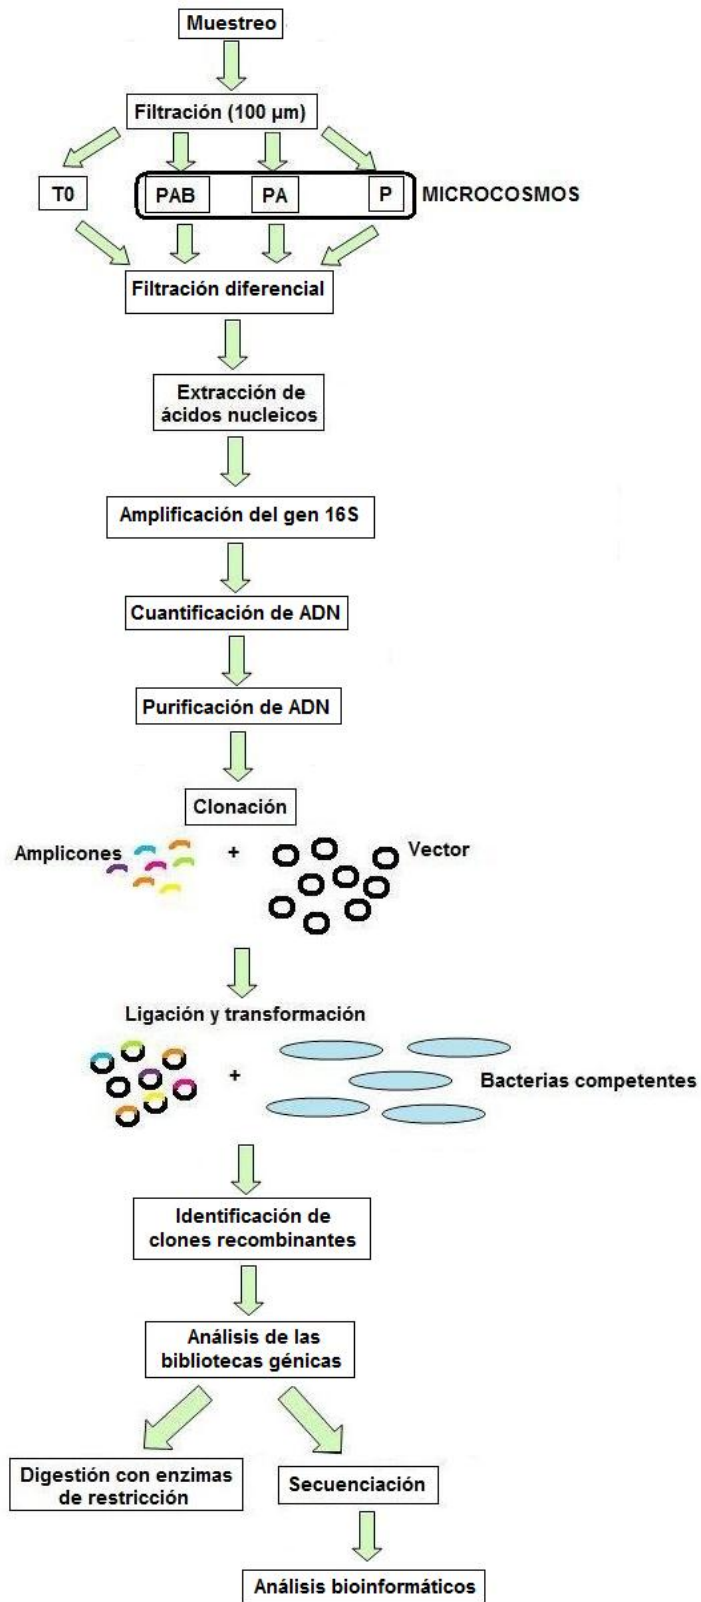 Muestreo
Filtración (100 µm)
T0
PAB
PA
P
MICROCOSMOS
Filtración diferencial
Extracción de
ácidos nucleicos
Amplificación del gen 16S
Cuantificación de ADN
Purificación de ADN
Clonación
Amplicones
+
Vector
Ligación y transformación
+
Bacterias competentes
Identificación de
clones recombinantes
Análisis de las
bibliotecas génicas
Digestión con enzimas
de restricción
Secuenciación
Análisis bioinformáticos